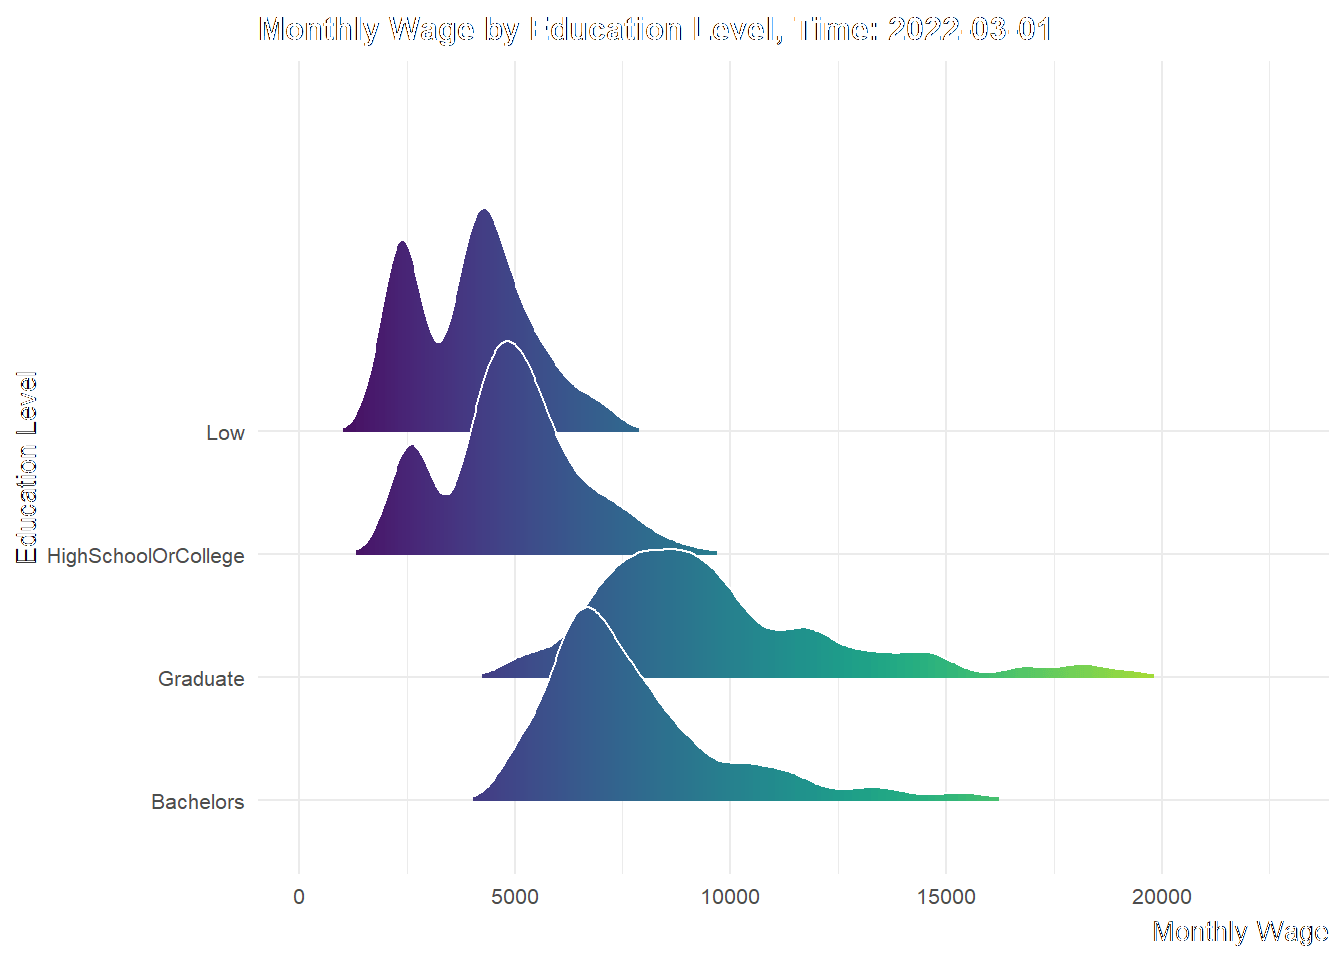 Monthly Wage by Education Level, Time: 2022-03-01
Education Level
Low
HighSchoolOrCollege
Graduate
Bachelors
0 5000 10000 15000 20000
Monthly Wage